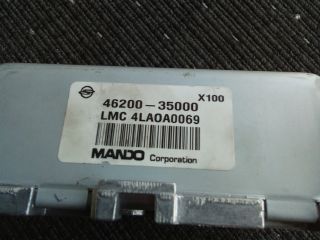 X100
46200-35000
LMC 4LA0A0069
MANDO Corporation